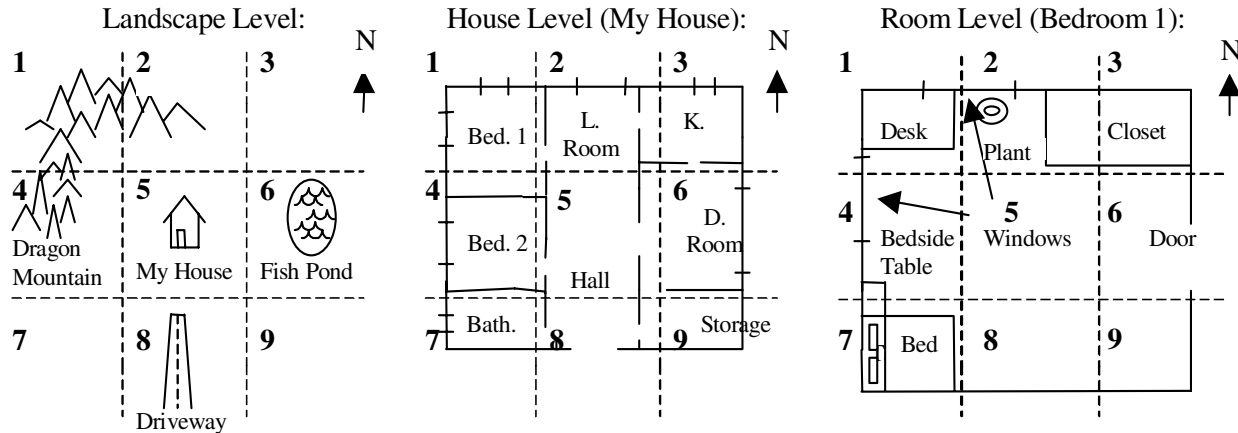 Landscape Level:
N
1
2
3
4
5
6
Dragon
Mountain
My House
Fish Pond
7
8
9
Driveway
House Level (My House):
N
1
2
3
Bed. 1
L.
Room
K.
4
5
6
Bed. 2
D.
Room
Hall
7
Bath.
8
9
Storage
Room Level (Bedroom 1):
N
1
2
3
Desk
Plant
Closet
4
5
6
Bedside
Table
Windows
Door
7
Bed
8
9